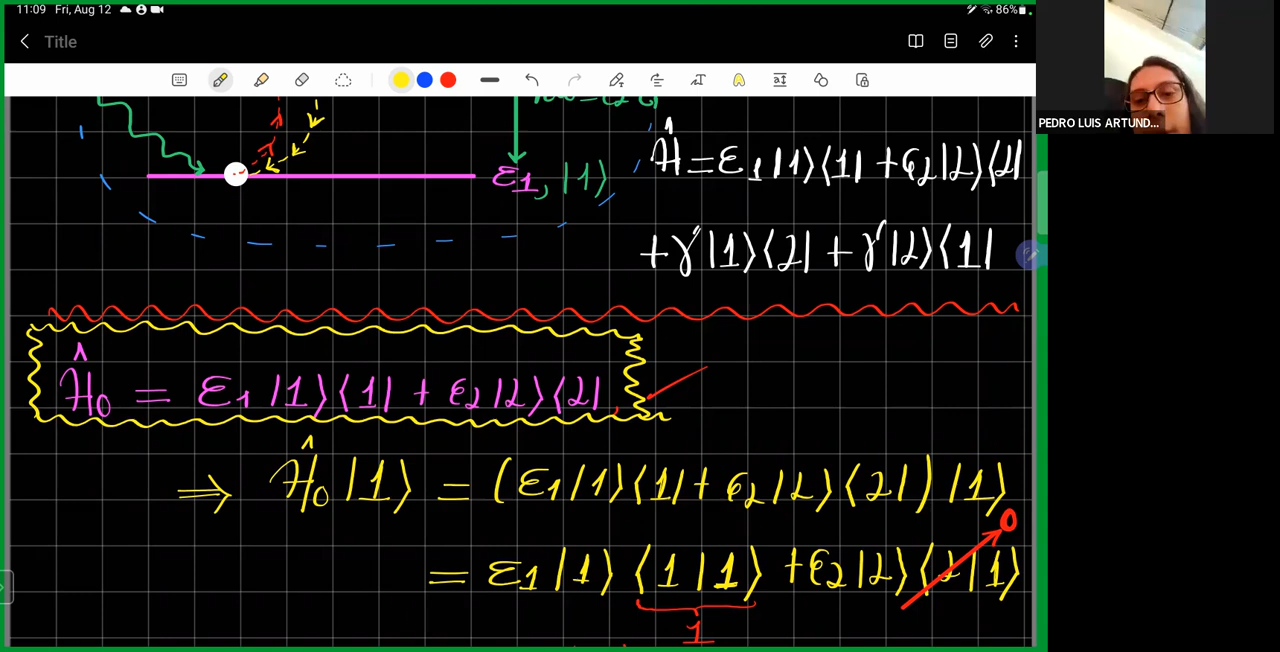 11:09 Fri, Aug 12
86%
Title
PEDRO LUIS ARTUND...
ε1, |1⟩
Ĥ = ε1|1⟩⟨1| + ε2|2⟩⟨2|
+ γ|1⟩⟨2| + γ|2⟩⟨1|
Ĥ0 = ε1|1⟩⟨1| + ε2|2⟩⟨2|,
⟹ Ĥ0|1⟩ = (ε1|1⟩⟨1| + ε2|2⟩⟨2|)|1⟩
0
= ε1|1⟩⟨1|1⟩ + ε2|2⟩⟨2|1⟩
1